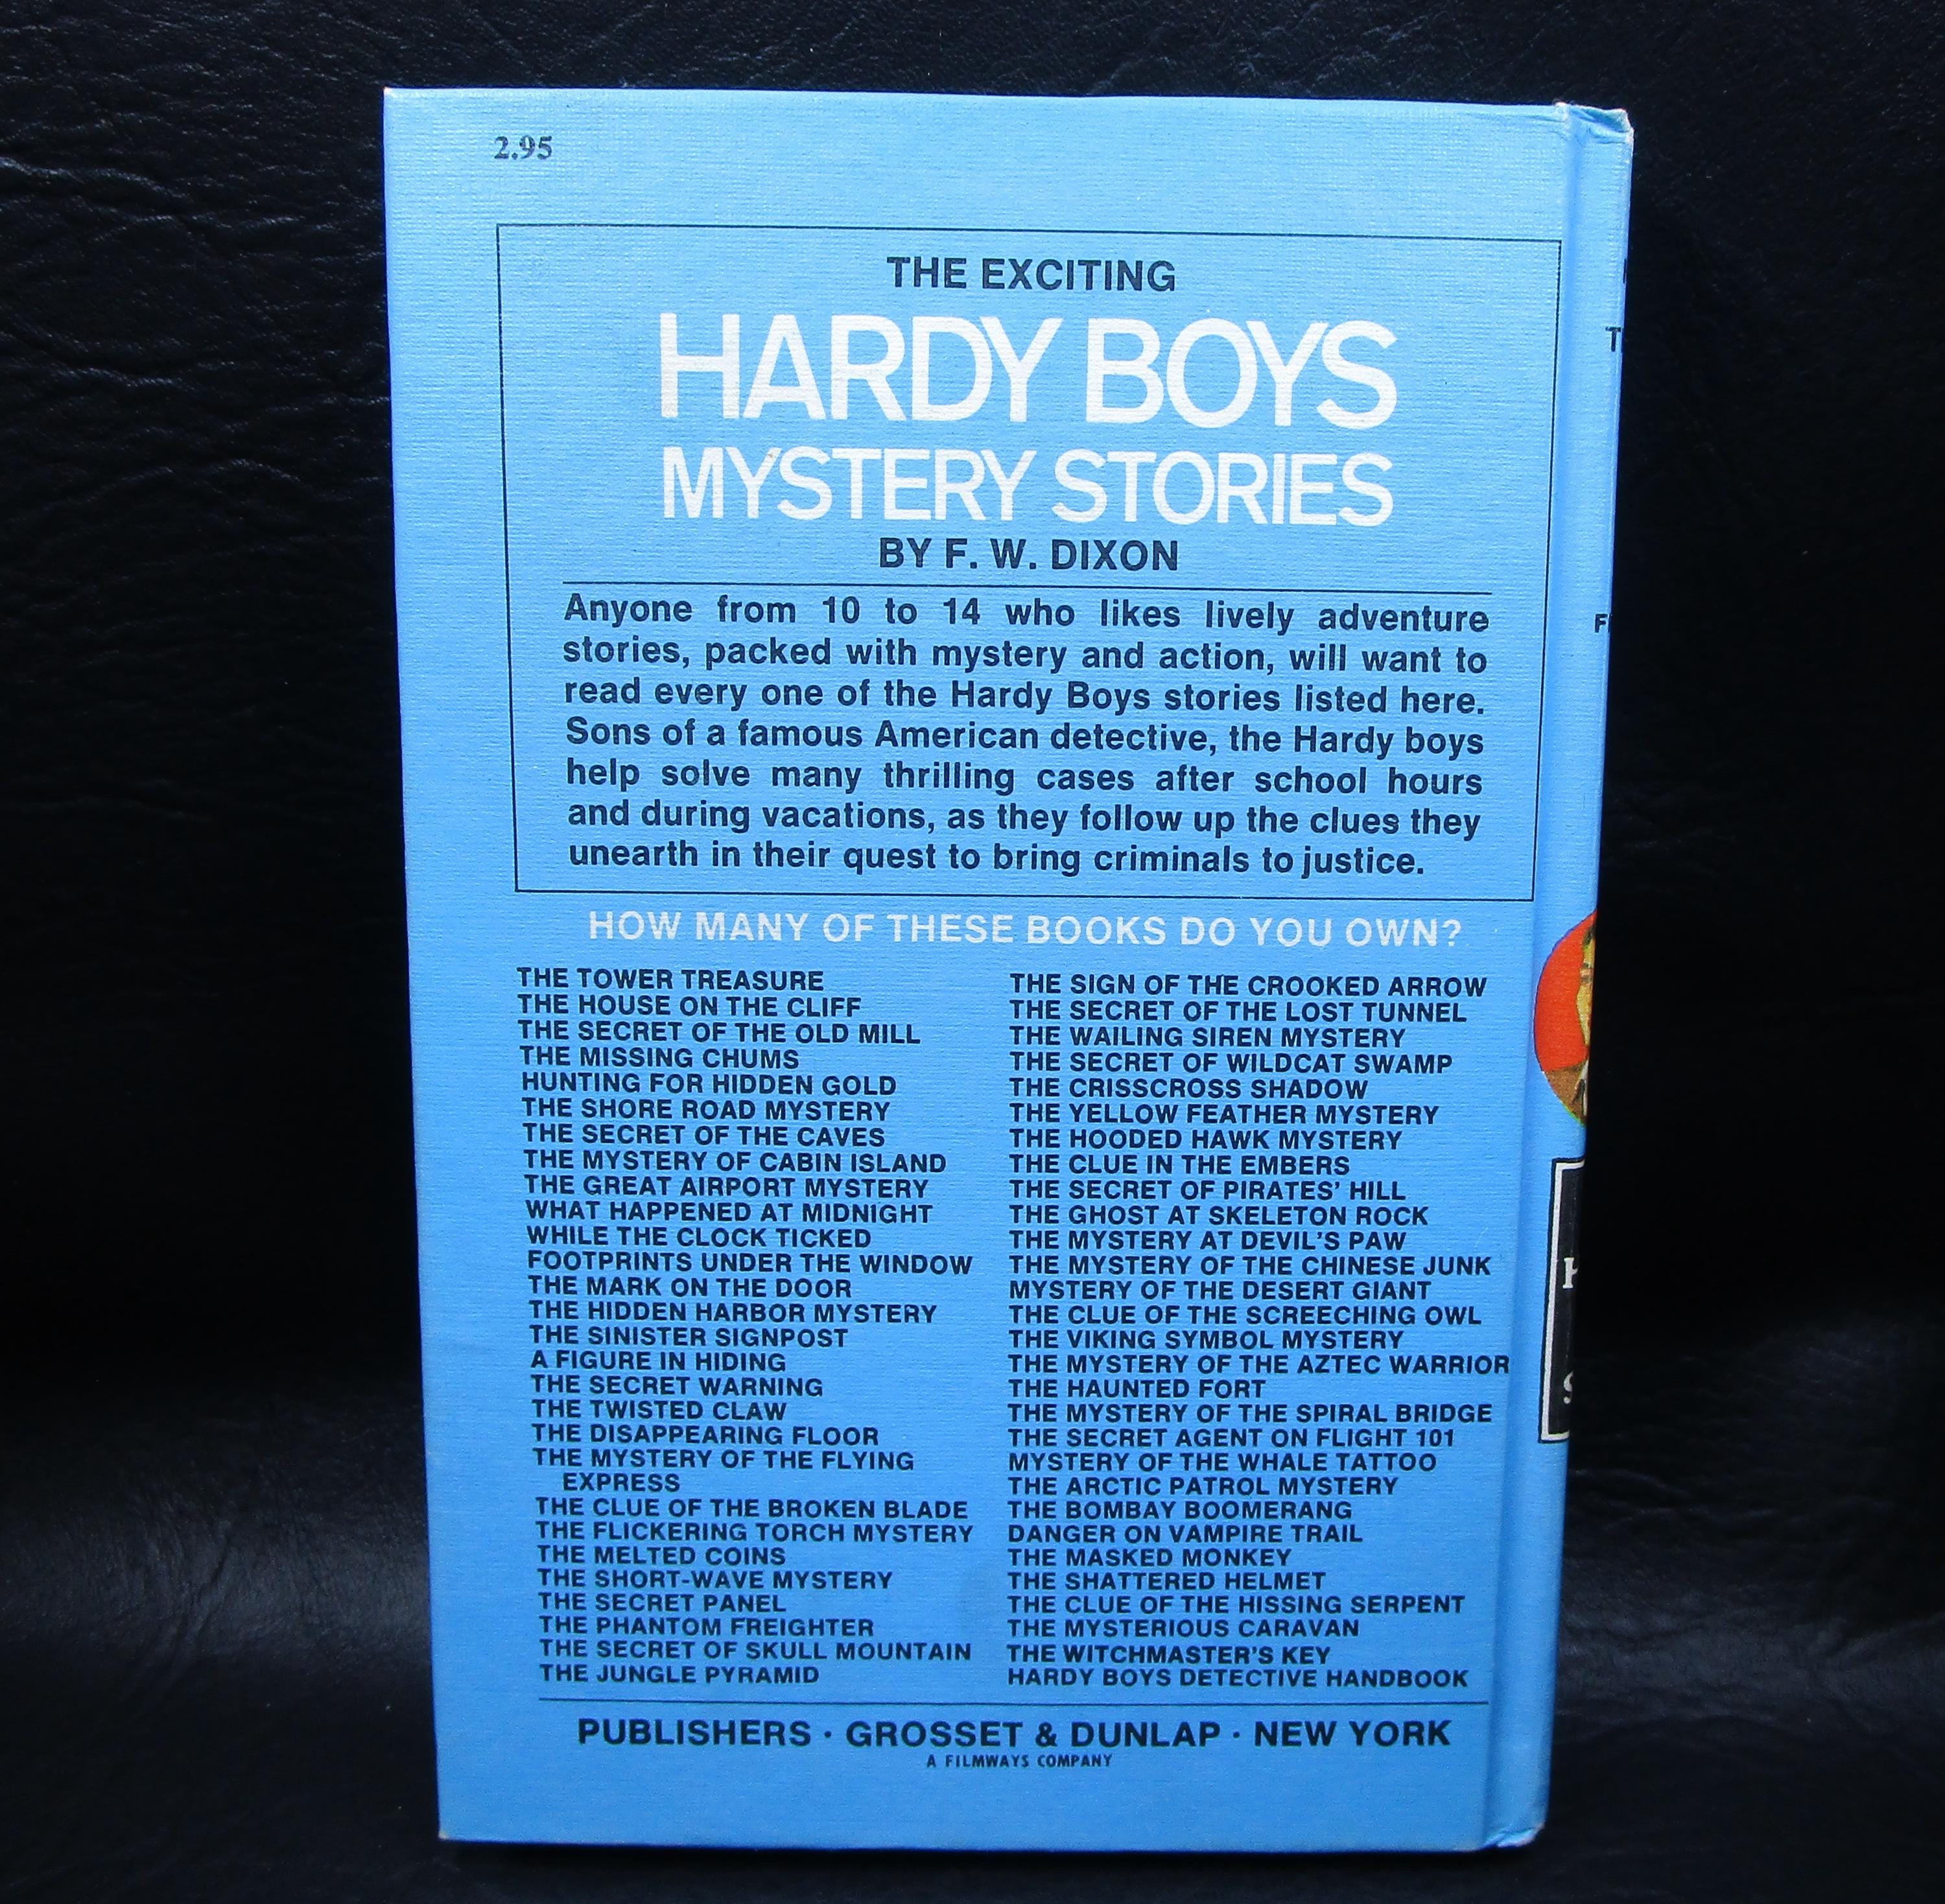 2.95
THE EXCITING
HARDY BOYS
MYSTERY STORIES
BY F. W. DIXON
Anyone from 10 to 14 who likes lively adventure
stories, packed with mystery and action, will want to
read every one of the Hardy Boys stories listed here.
Sons of a famous American detective, the Hardy boys
help solve many thrilling cases after school hours
and during vacations, as they follow up the clues they
unearth in their quest to bring criminals to justice.
HOW MANY OF THESE BOOKS DO YOU OWN?
THE TOWER TREASURE
THE HOUSE ON THE CLIFF
THE SECRET OF THE OLD MILL
THE MISSING CHUMS
HUNTING FOR HIDDEN GOLD
THE SHORE ROAD MYSTERY
THE SECRET OF THE CAVES
THE MYSTERY OF CABIN ISLAND
THE GREAT AIRPORT MYSTERY
WHAT HAPPENED AT MIDNIGHT
WHILE THE CLOCK TICKED
FOOTPRINTS UNDER THE WINDOW
THE MARK ON THE DOOR
THE HIDDEN HARBOR MYSTERY
THE SINISTER SIGNPOST
A FIGURE IN HIDING
THE SECRET WARNING
THE TWISTED CLAW
THE DISAPPEARING FLOOR
THE MYSTERY OF THE FLYING
EXPRESS
THE CLUE OF THE BROKEN BLADE
THE FLICKERING TORCH MYSTERY
THE MELTED COINS
THE SHORT-WAVE MYSTERY
THE SECRET PANEL
THE PHANTOM FREIGHTER
THE SECRET OF SKULL MOUNTAIN
THE JUNGLE PYRAMID
THE SIGN OF THE CROOKED ARROW
THE SECRET OF THE LOST TUNNEL
THE WAILING SIREN MYSTERY
THE SECRET OF WILDCAT SWAMP
THE CRISSCROSS SHADOW
THE YELLOW FEATHER MYSTERY
THE HOODED HAWK MYSTERY
THE CLUE IN THE EMBERS
THE SECRET OF PIRATES' HILL
THE GHOST AT SKELETON ROCK
THE MYSTERY AT DEVIL'S PAW
THE MYSTERY OF THE CHINESE JUNK
MYSTERY OF THE DESERT GIANT
THE CLUE OF THE SCREECHING OWL
THE VIKING SYMBOL MYSTERY
THE MYSTERY OF THE AZTEC WARRIOR
THE HAUNTED FORT
THE MYSTERY OF THE SPIRAL BRIDGE
THE SECRET AGENT ON FLIGHT 101
MYSTERY OF THE WHALE TATTOO
THE ARCTIC PATROL MYSTERY
THE BOMBAY BOOMERANG
DANGER ON VAMPIRE TRAIL
THE MASKED MONKEY
THE SHATTERED HELMET
THE CLUE OF THE HISSING SERPENT
THE MYSTERIOUS CARAVAN
THE WITCHMASTER'S KEY
HARDY BOYS DETECTIVE HANDBOOK
PUBLISHERS · GROSSET & DUNLAP · NEW YORK
A FILMWAYS COMPANY